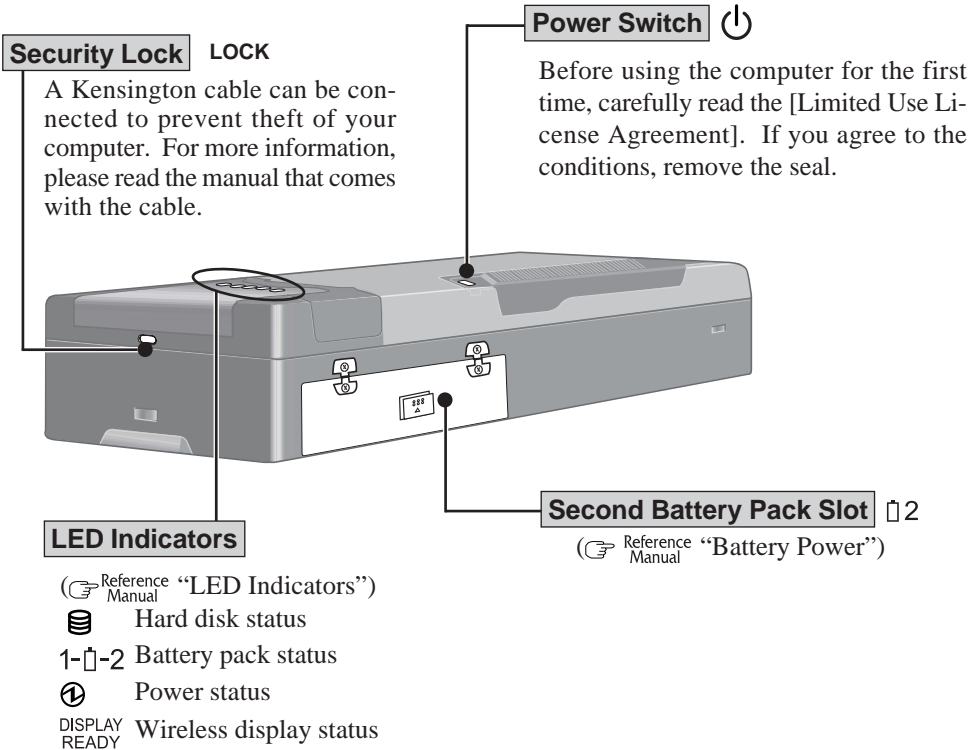 Security Lock LOCK
A Kensington cable can be con-
nected to prevent theft of your
computer. For more information,
please read the manual that comes
with the cable.
Power Switch
Before using the computer for the first
time, carefully read the [Limited Use Li-
cense Agreement]. If you agree to the
conditions, remove the seal.
Second Battery Pack Slot 2
( Reference Manual “Battery Power”)
LED Indicators
( Reference Manual “LED Indicators”)
Hard disk status
1- -2 Battery pack status
Power status
DISPLAY READY Wireless display status